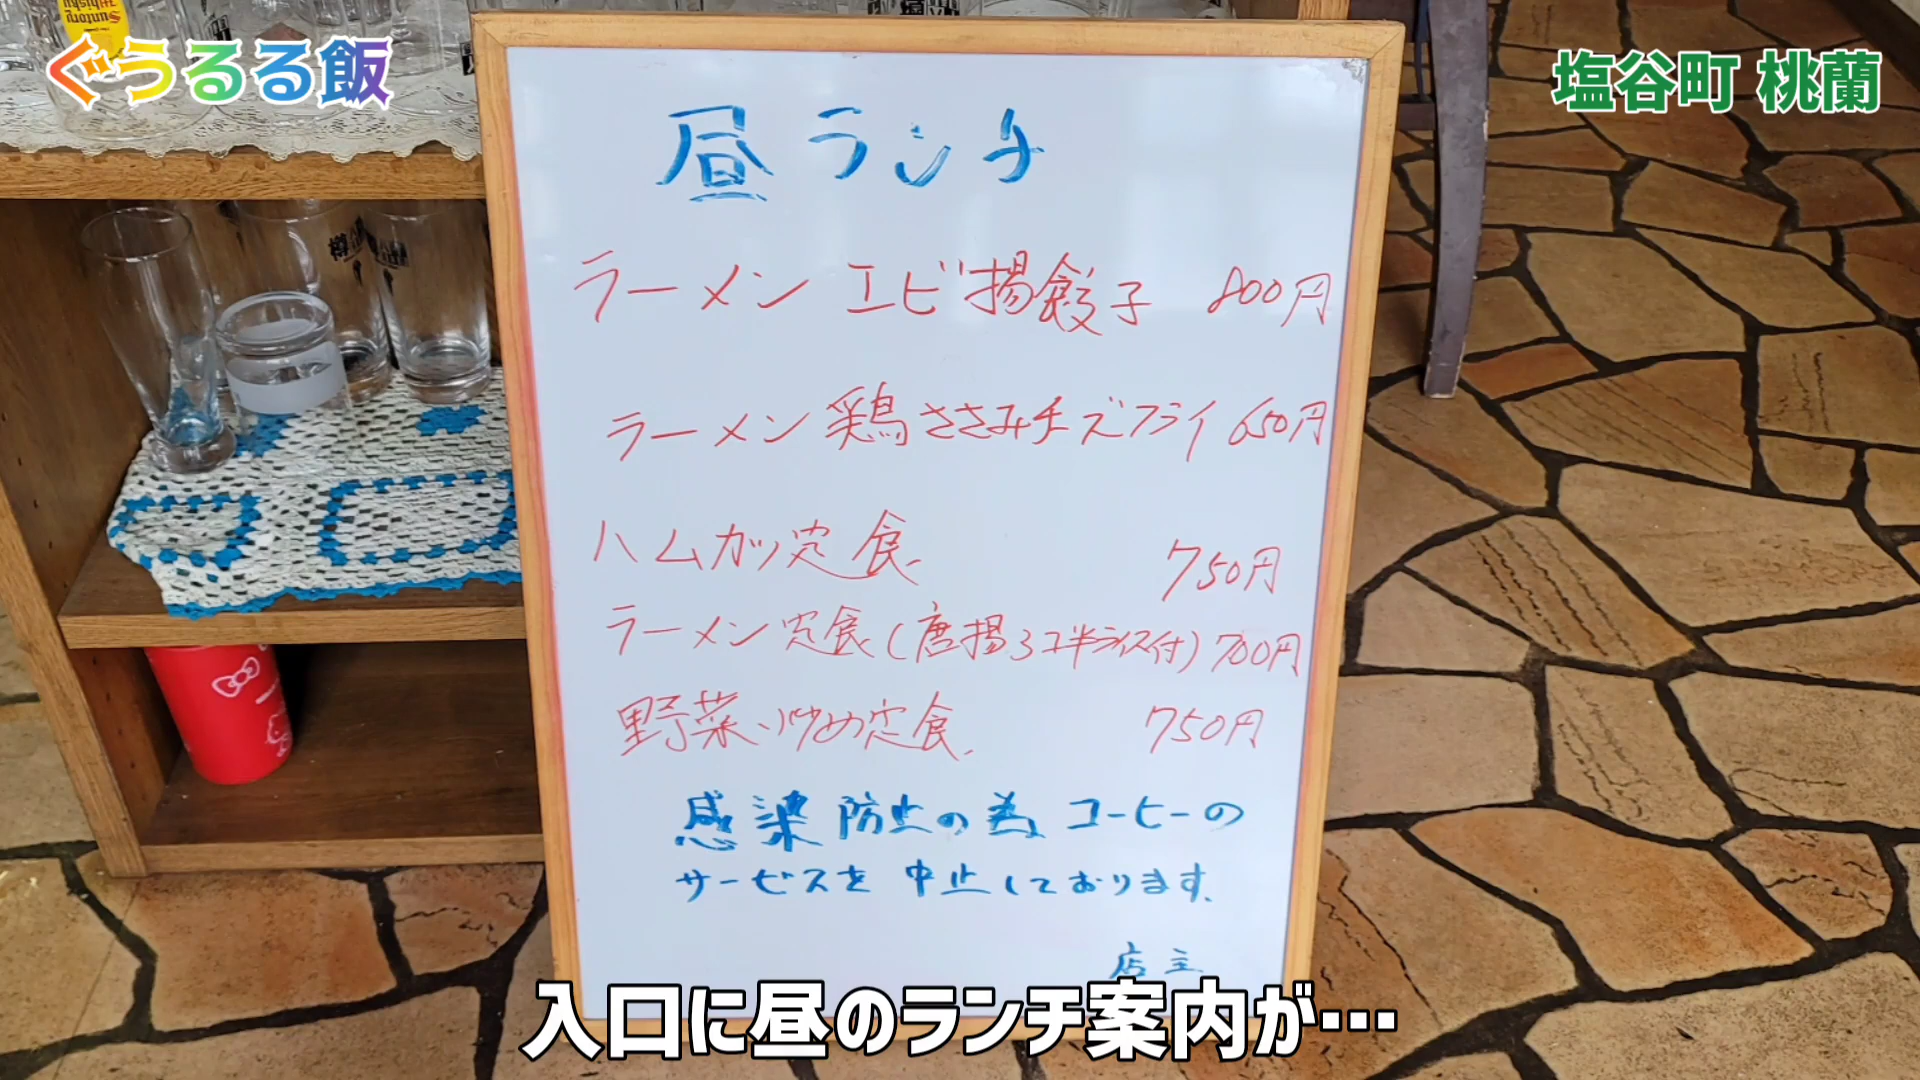 ぐうるる飯
塩谷町 桃蘭
昼ランチ
ラーメン エビ揚餃子 800円
ラーメン 鶏ささみチズフライ 650円
ハムカツ定食 750円
ラーメン定食(唐揚3コ半ライス付) 700円
野菜炒め定食 750円
感染防止の為コーヒーの
サービスを中止しております.
店主
入口に昼のランチ案内が…